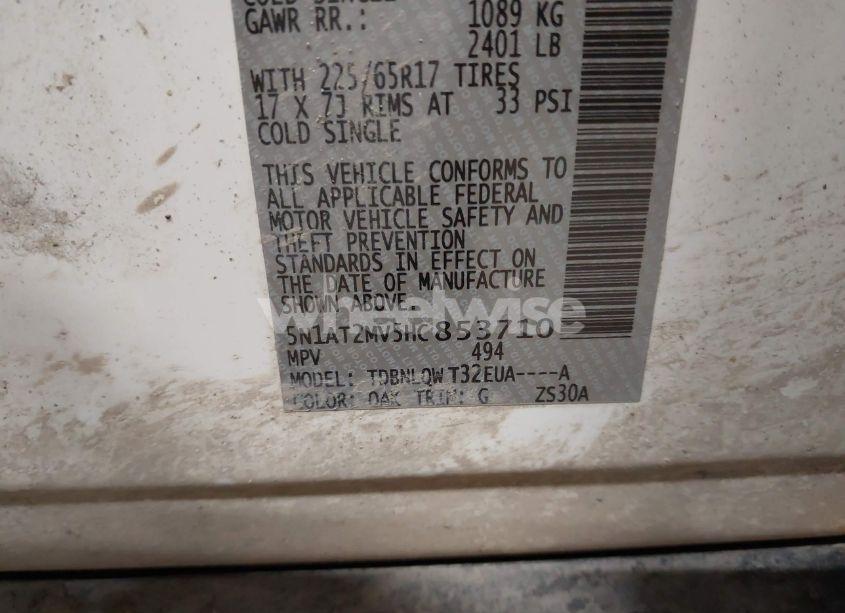 GAWR RR.: 1089 KG
2401 LB
WITH 225/65R17 TIRES
17 X 7J RIMS AT 33 PSI
COLD SINGLE
THIS VEHICLE CONFORMS TO
ALL APPLICABLE FEDERAL
MOTOR VEHICLE SAFETY AND
THEFT PREVENTION
STANDARDS IN EFFECT ON
THE DATE OF MANUFACTURE
SHOWN ABOVE.
wheelwise
5N1AT2MV5HC853710
MPV 494
MODEL: TDBNLQWT32EUA----A
COLOR: QAK TRIM: G ZS30A